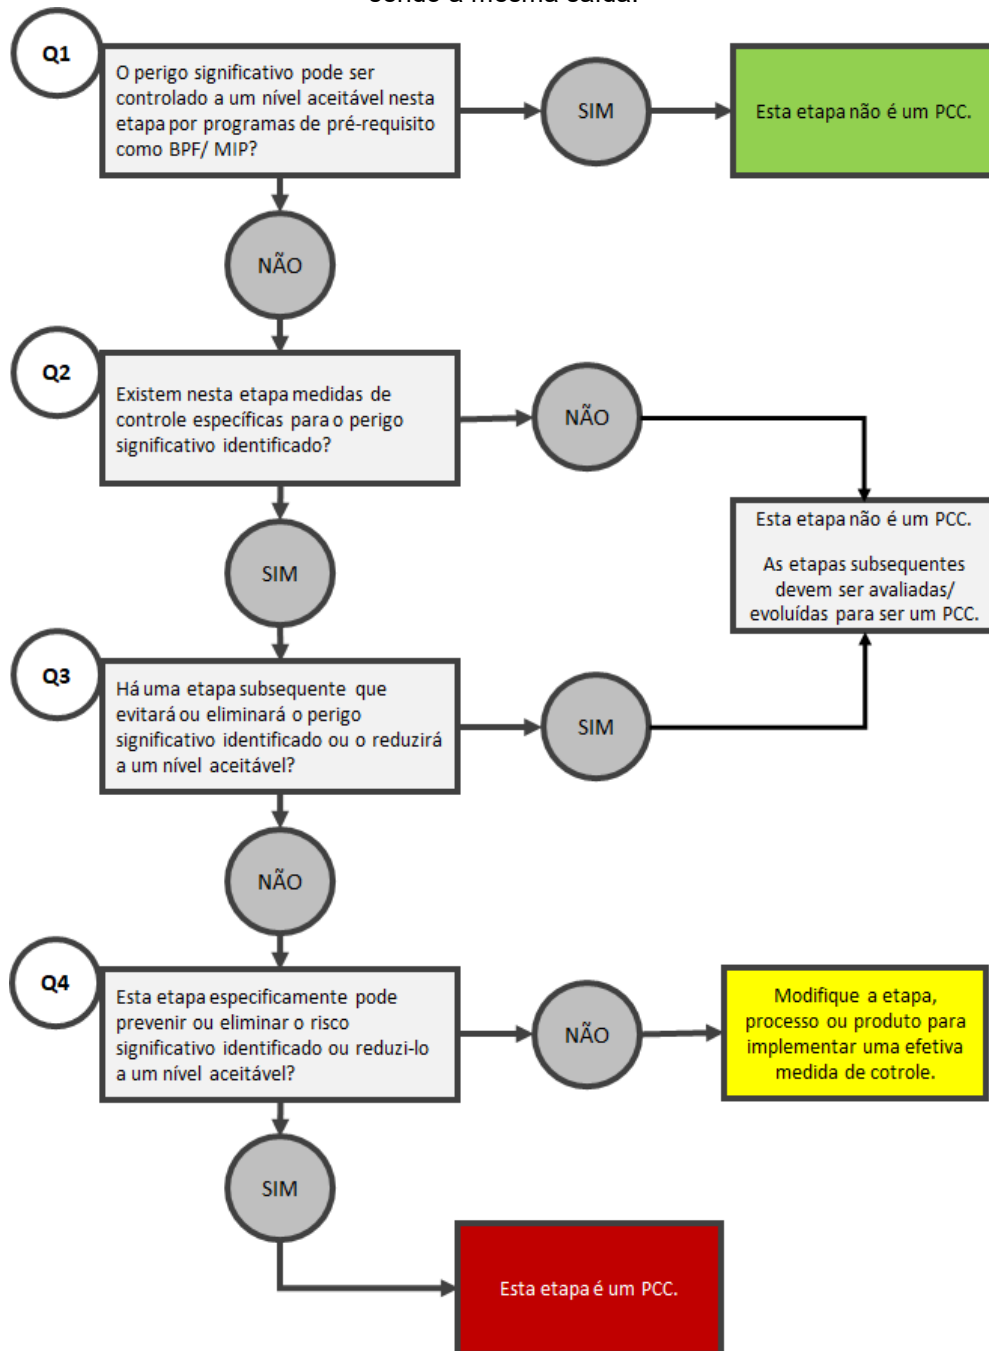 sendo a mesma saída.
Q1
O perigo significativo pode ser
controlado a um nível aceitável nesta
etapa por programas de pré-requisito
como BPF/ MIP?
SIM
Esta etapa não é um PCC.
NÃO
Q2
Existem nesta etapa medidas de
controle específicas para o perigo
significativo identificado?
NÃO
Esta etapa não é um PCC.
As etapas subsequentes
devem ser avaliadas/
evoluídas para ser um PCC.
SIM
Q3
Há uma etapa subsequente que
evitará ou eliminará o perigo
significativo identificado ou o reduzirá
a um nível aceitável?
SIM
NÃO
Q4
Esta etapa especificamente pode
prevenir ou eliminar o risco
significativo identificado ou reduzi-lo
a um nível aceitável?
NÃO
Modifique a etapa,
processo ou produto para
implementar uma efetiva
medida de cotrole.
SIM
Esta etapa é um PCC.